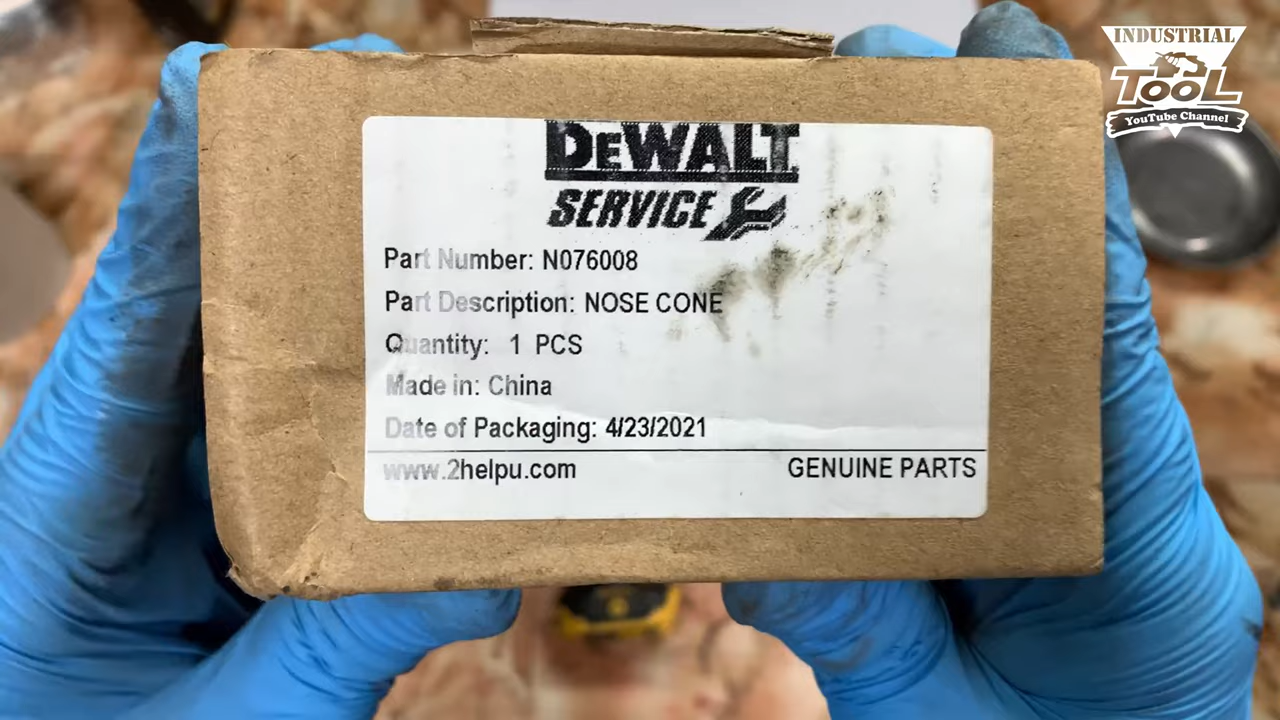 INDUSTRIAL
TOOL
YouTube Channel
DEWALT
SERVICE
Part Number: N076008
Part Description: NOSE CONE
Quantity: 1 PCS
Made in: China
Date of Packaging: 4/23/2021
www.2helpu.com GENUINE PARTS